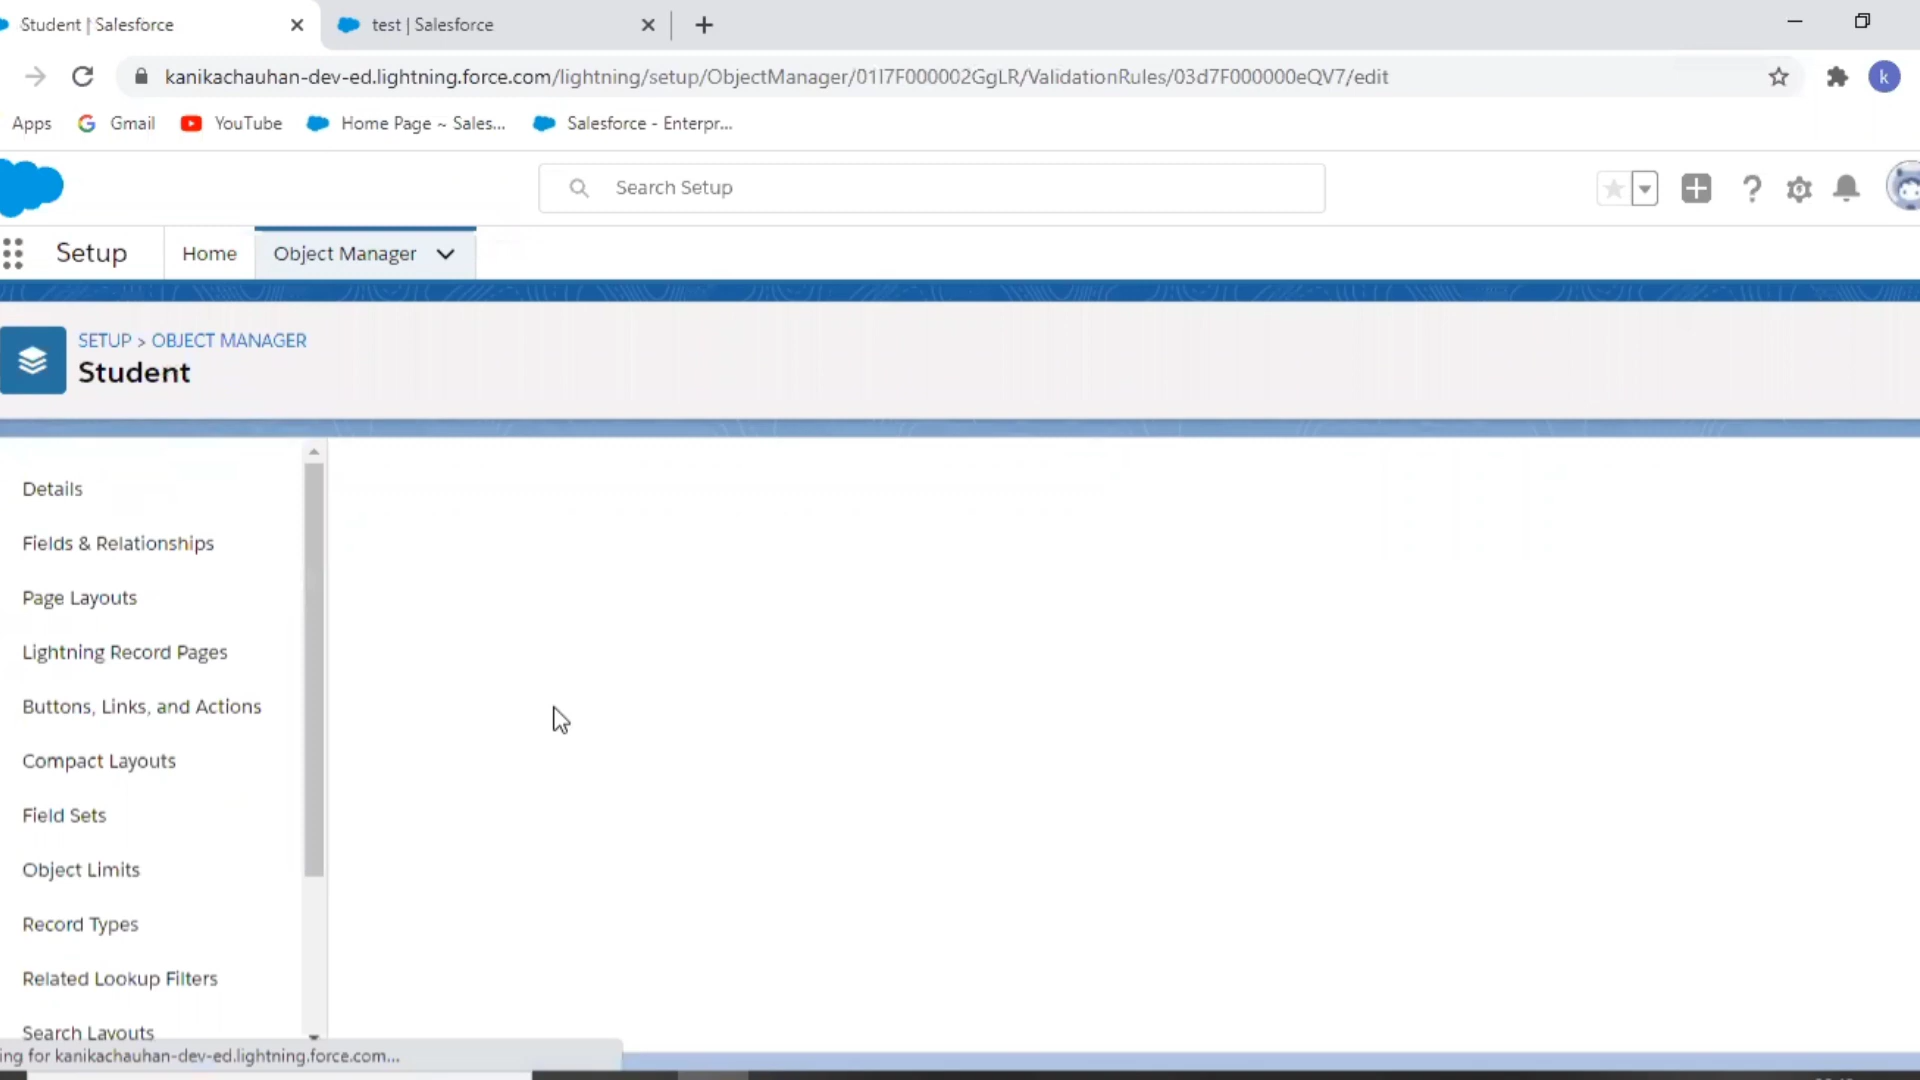 Student | Salesforce
test | Salesforce
kanikachauhan-dev-ed.lightning.force.com/lightning/setup/ObjectManager/01I7F000002GgLR/ValidationRules/03d7F000000eQV7/edit
k
Apps
Gmail
YouTube
Home Page ~ Sales...
Salesforce - Enterpr...
Search Setup
Setup
Home
Object Manager
SETUP > OBJECT MANAGER
Student
Details
Fields & Relationships
Page Layouts
Lightning Record Pages
Buttons, Links, and Actions
Compact Layouts
Field Sets
Object Limits
Record Types
Related Lookup Filters
Search Layouts
ing for kanikachauhan-dev-ed.lightning.force.com...